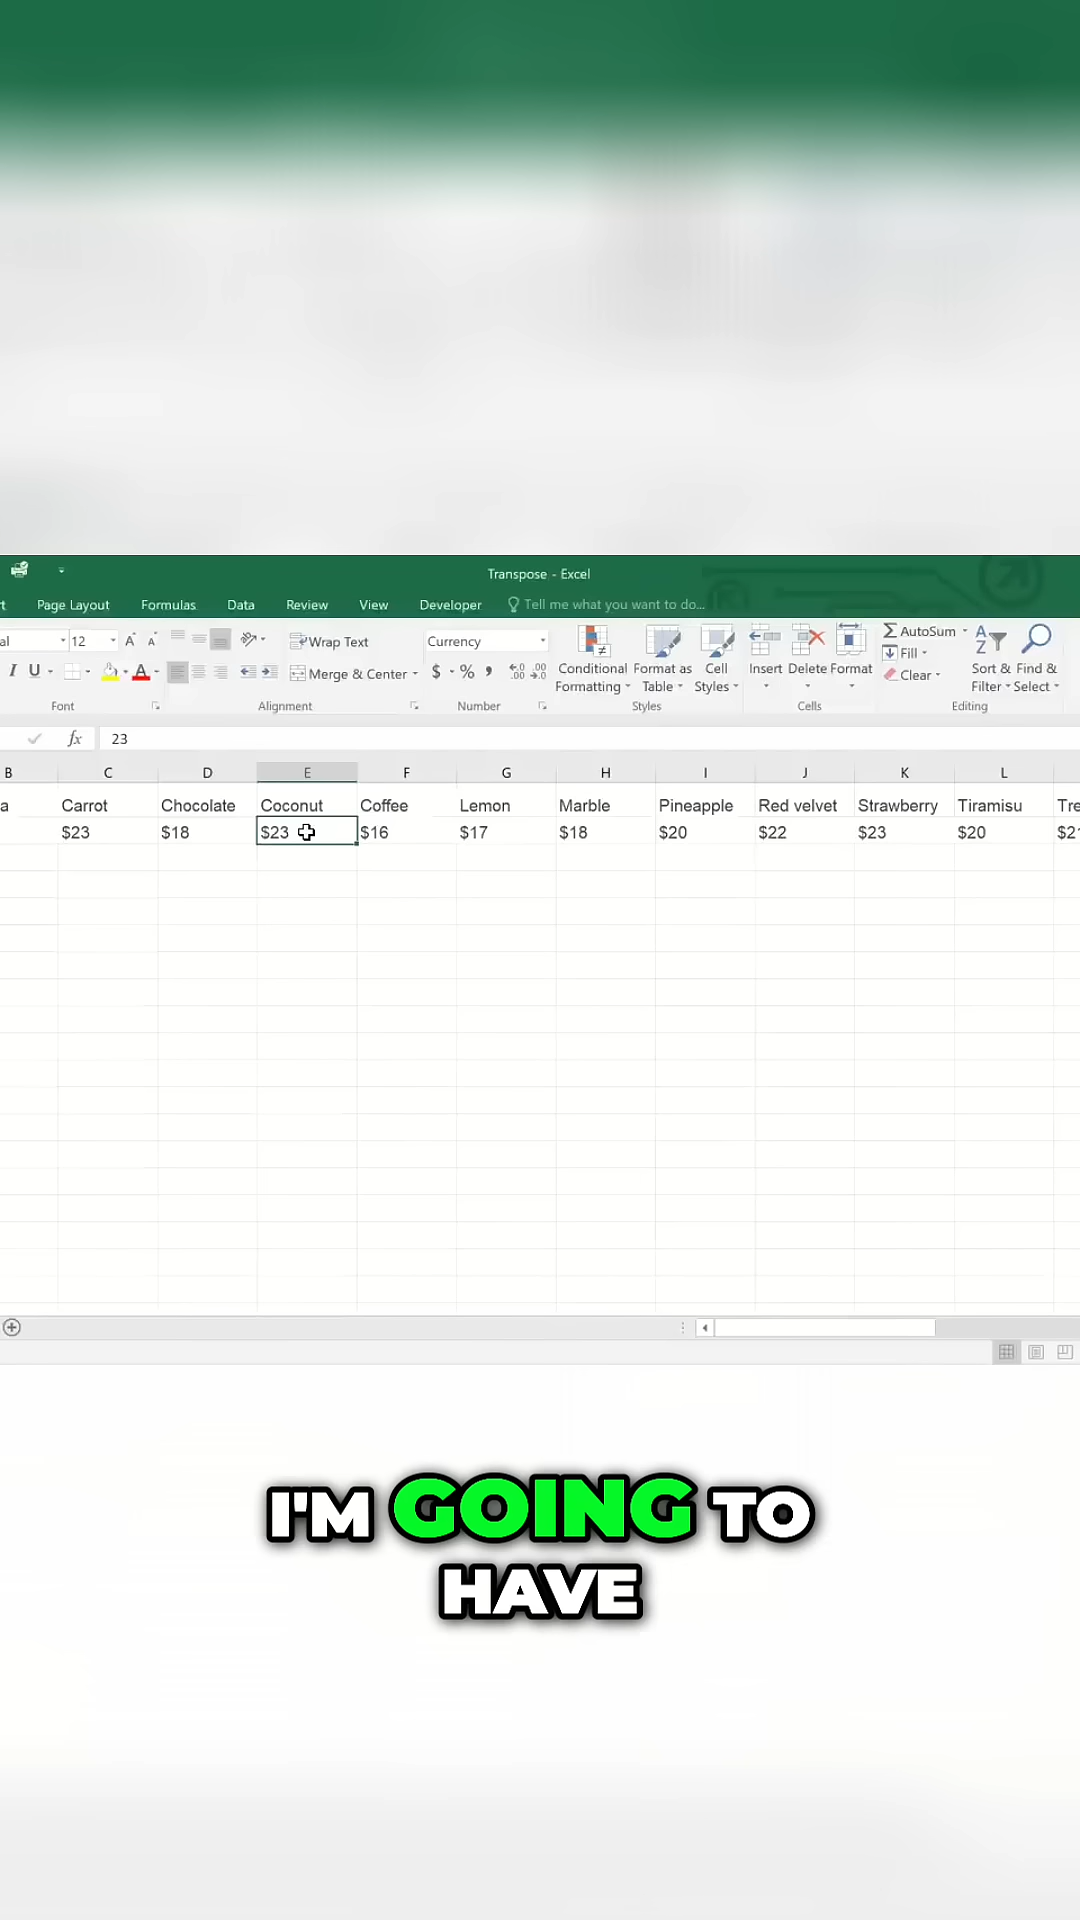 Transpose - Excel
Page Layout Formulas Data Review View Developer Tell me what you want to do...
12 A A Wrap Text Currency AutoSum
I U A Merge & Center $ % , Conditional Formatting Format as Table Cell Styles Insert Delete Format Fill Clear Sort & Filter Find & Select
Font Alignment Number Styles Cells Editing
fx 23
B C D E F G H I J K L
a Carrot Chocolate Coconut Coffee Lemon Marble Pineapple Red velvet Strawberry Tiramisu Tre
$23 $18 $23 $16 $17 $18 $20 $22 $23 $20 $21
I'M GOING TO
HAVE